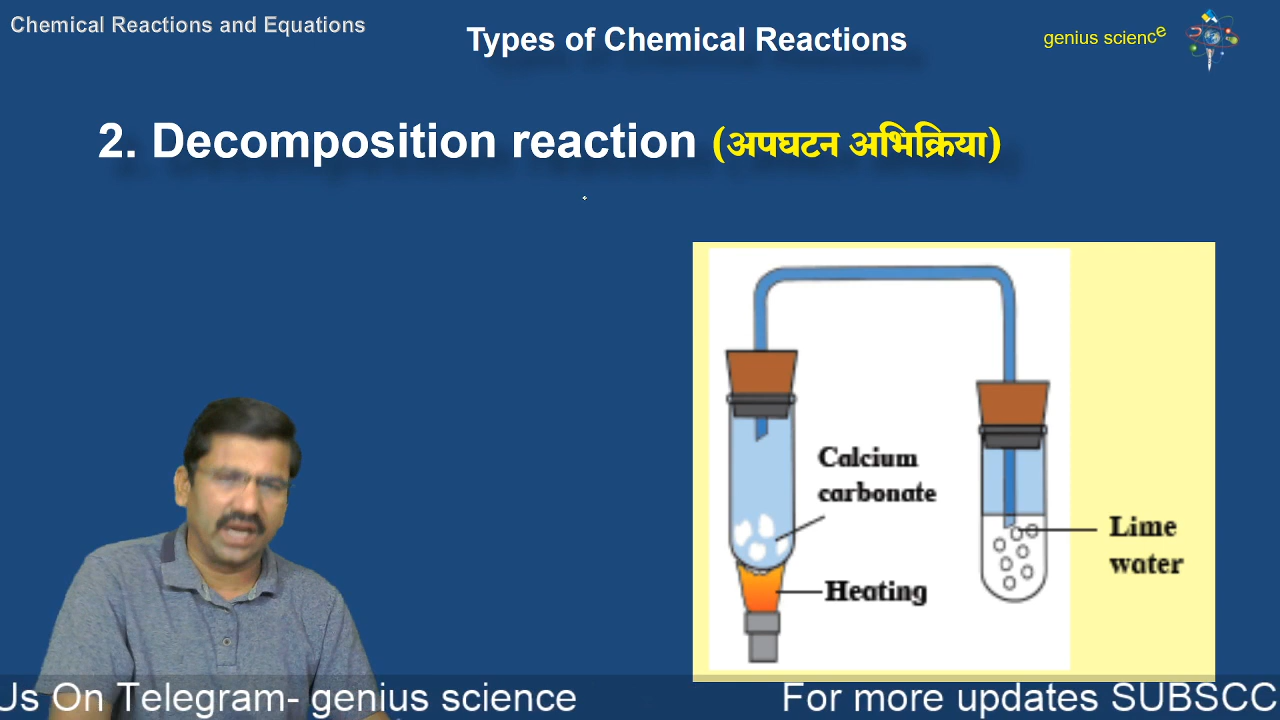 Chemical Reactions and Equations
Types of Chemical Reactions
genius science
2. Decomposition reaction (अपघटन अभिक्रिया)
Calcium
carbonate
Lime
water
Heating
Us On Telegram- genius science
For more updates SUBSCC